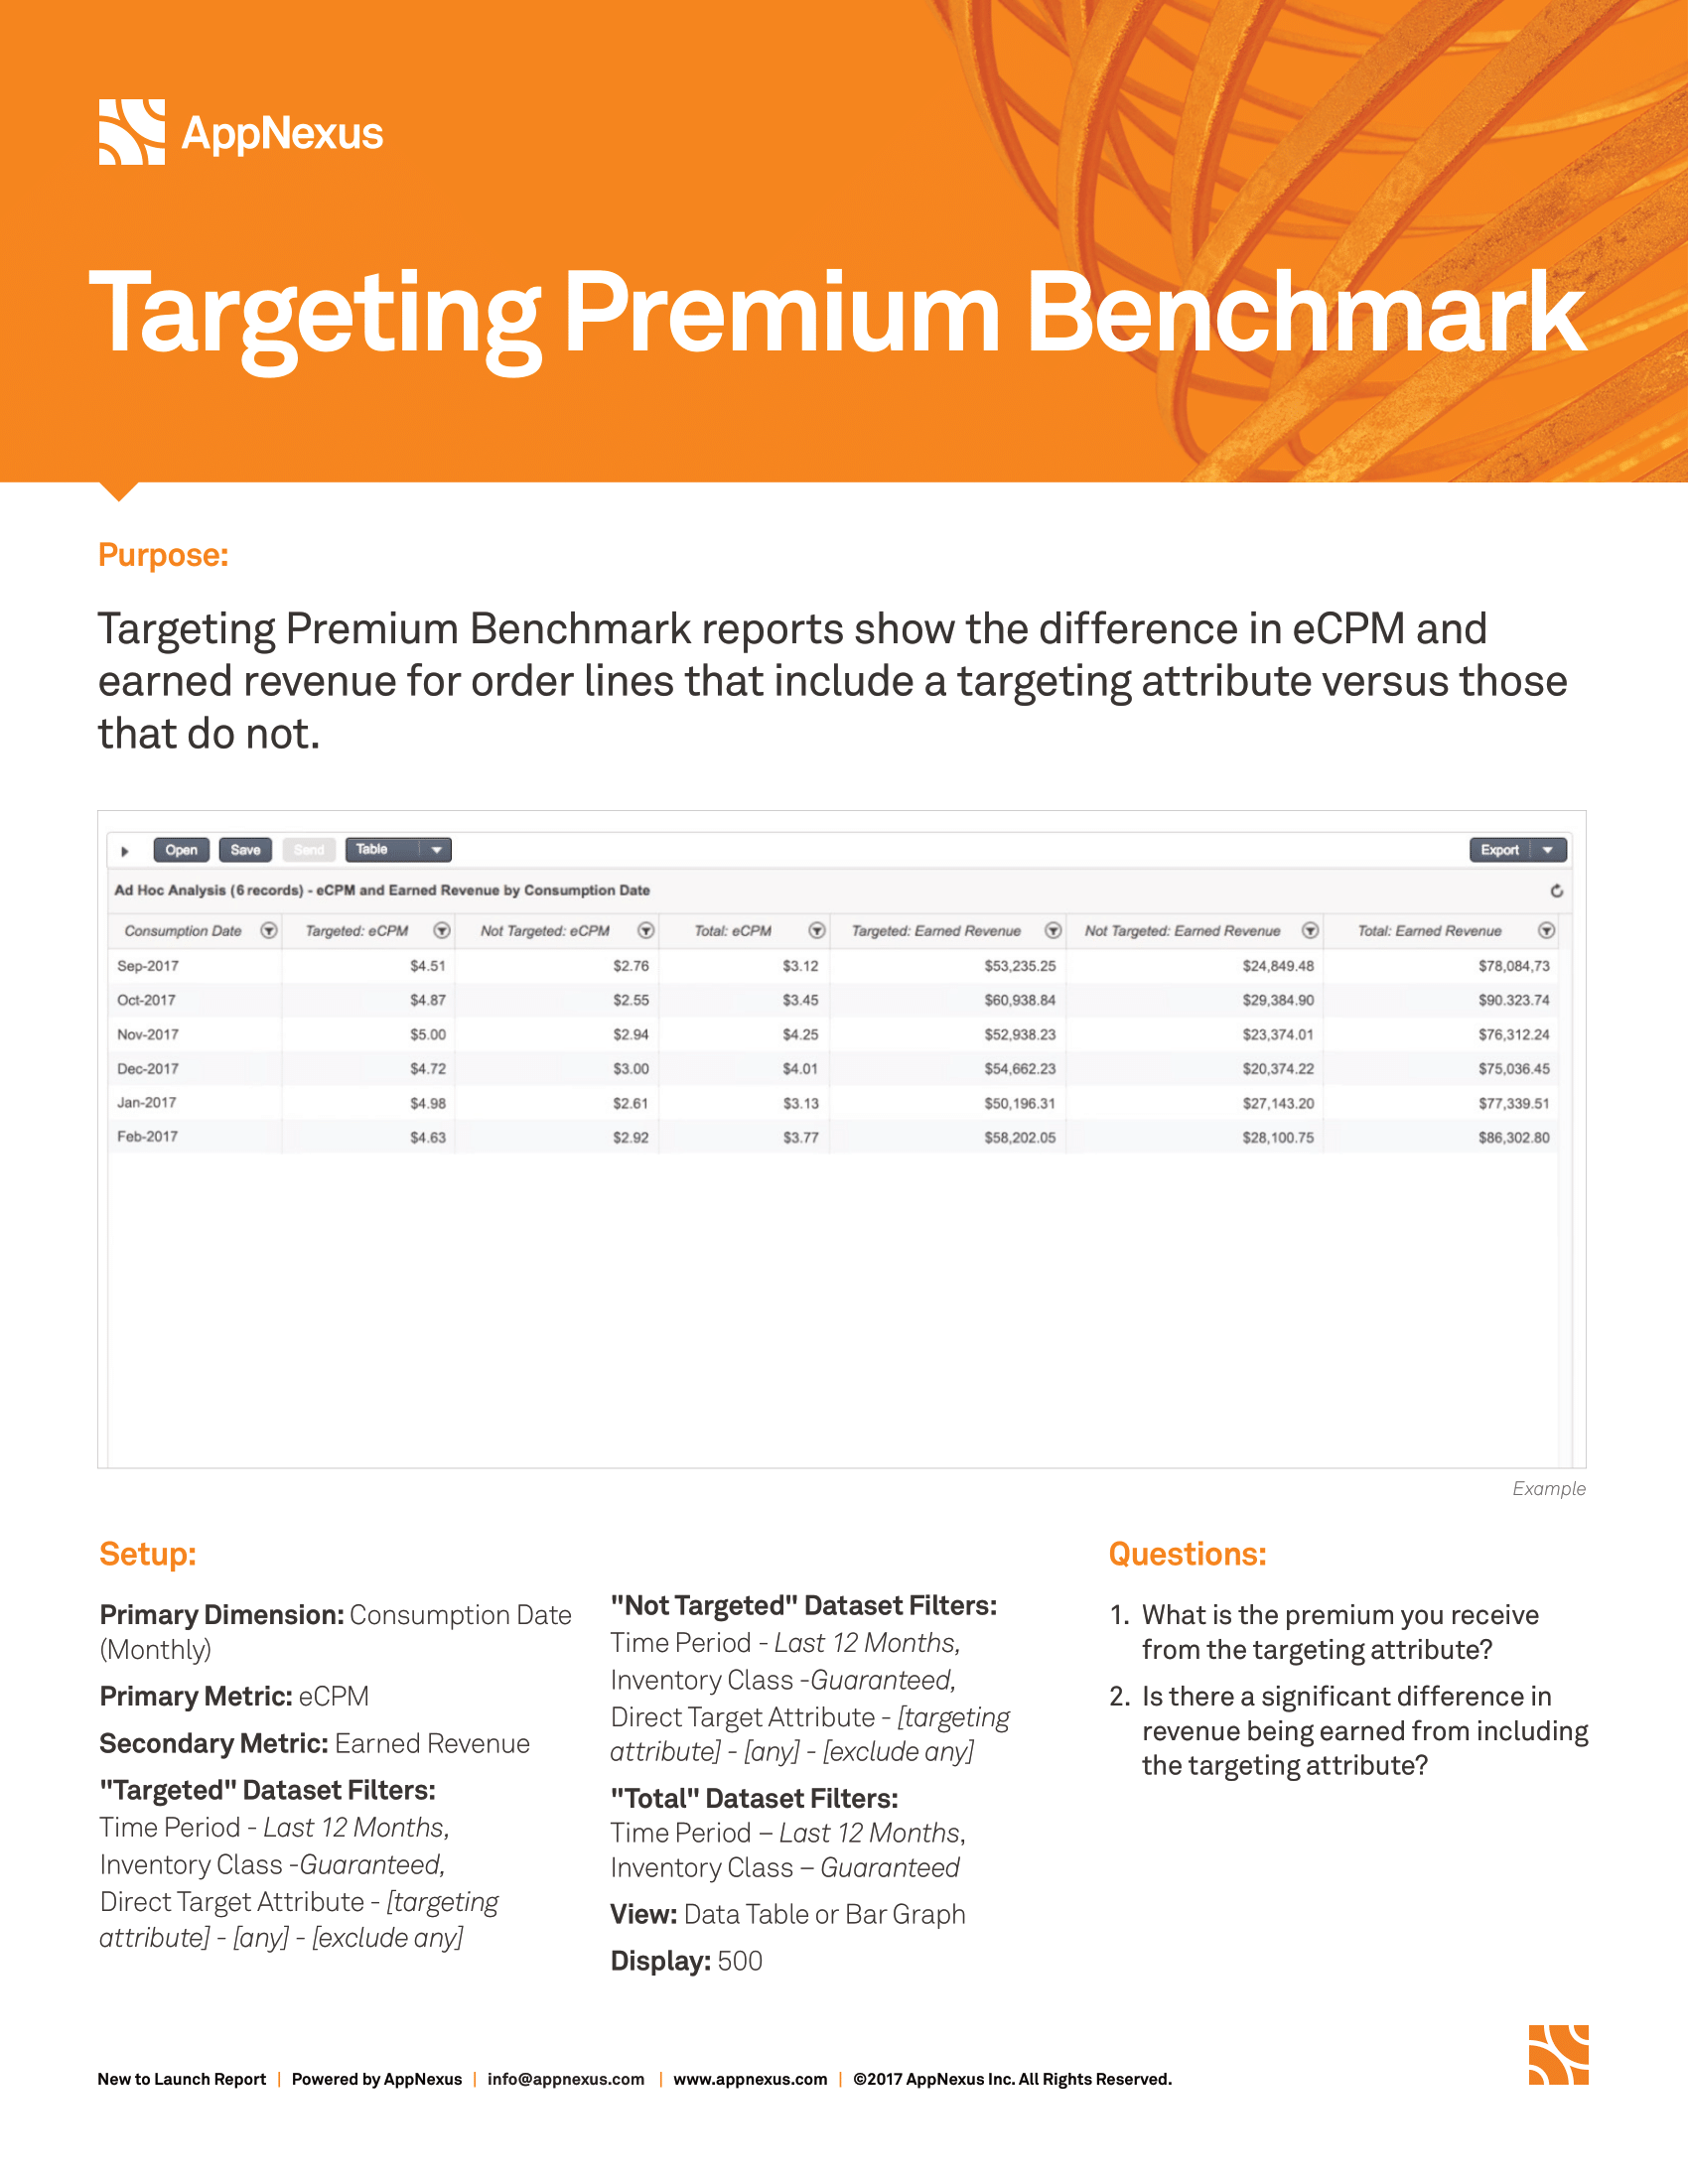 AppNexus
Targeting Premium Benchmark
Purpose:
Targeting Premium Benchmark reports show the difference in eCPM and
earned revenue for order lines that include a targeting attribute versus those
that do not.
Open Save Send Table Export
Ad Hoc Analysis (6 records) - eCPM and Earned Revenue by Consumption Date
Consumption Date Targeted: eCPM Not Targeted: eCPM Total: eCPM Targeted: Earned Revenue Not Targeted: Earned Revenue Total: Earned Revenue
Sep-2017 $4.51 $2.76 $3.12 $53,235.25 $24,849.48 $78,084,73
Oct-2017 $4.87 $2.55 $3.45 $60,938.84 $29,384.90 $90.323.74
Nov-2017 $5.00 $2.94 $4.25 $52,938.23 $23,374.01 $76,312.24
Dec-2017 $4.72 $3.00 $4.01 $54,662.23 $20,374.22 $75,036.45
Jan-2017 $4.98 $2.61 $3.13 $50,196.31 $27,143.20 $77,339.51
Feb-2017 $4.63 $2.92 $3.77 $58,202.05 $28,100.75 $86,302.80
Example
Setup:
Primary Dimension: Consumption Date
(Monthly)
Primary Metric: eCPM
Secondary Metric: Earned Revenue
"Targeted" Dataset Filters:
Time Period - Last 12 Months,
Inventory Class -Guaranteed,
Direct Target Attribute - [targeting
attribute] - [any] - [exclude any]
"Not Targeted" Dataset Filters:
Time Period - Last 12 Months,
Inventory Class -Guaranteed,
Direct Target Attribute - [targeting
attribute] - [any] - [exclude any]
"Total" Dataset Filters:
Time Period – Last 12 Months,
Inventory Class – Guaranteed
View: Data Table or Bar Graph
Display: 500
Questions:
1. What is the premium you receive
from the targeting attribute?
2. Is there a significant difference in
revenue being earned from including
the targeting attribute?
New to Launch Report | Powered by AppNexus | info@appnexus.com | www.appnexus.com | ©2017 AppNexus Inc. All Rights Reserved.